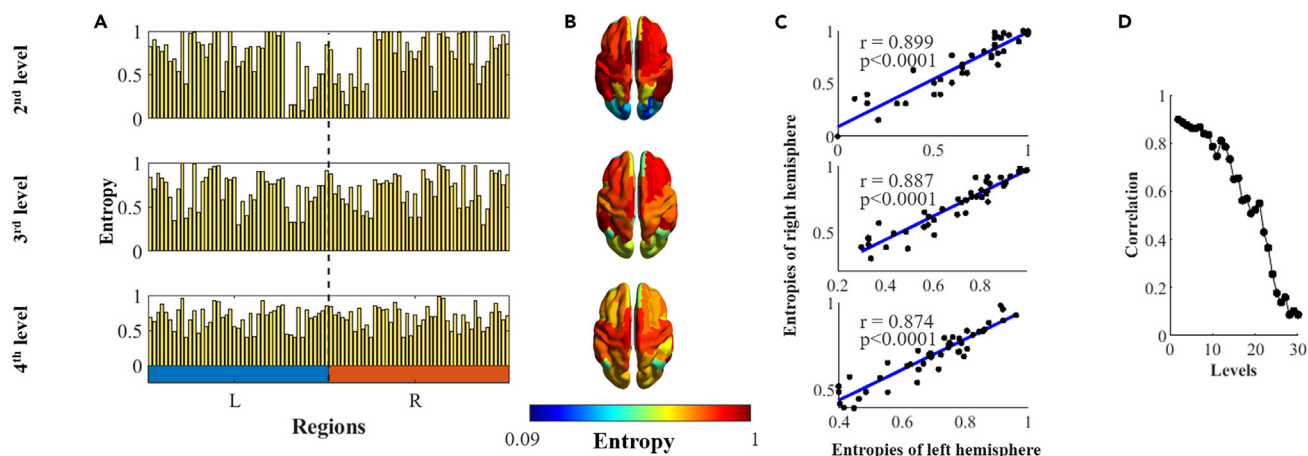 A
B
C
D
2nd level
3rd level
4th level
Entropy
1
0.5
0
1
0.5
0
1
0.5
0
L
R
Regions
0.09
Entropy
1
Entropies of right hemisphere
1
0.5
0
0
0.5
1
r = 0.899
p<0.0001
1
0.5
0.2
0.4
0.6
0.8
1
r = 0.887
p<0.0001
1
0.5
0.4
0.6
0.8
1
r = 0.874
p<0.0001
Entropies of left hemisphere
Correlation
1
0.8
0.6
0.4
0.2
0
0
10
20
30
Levels